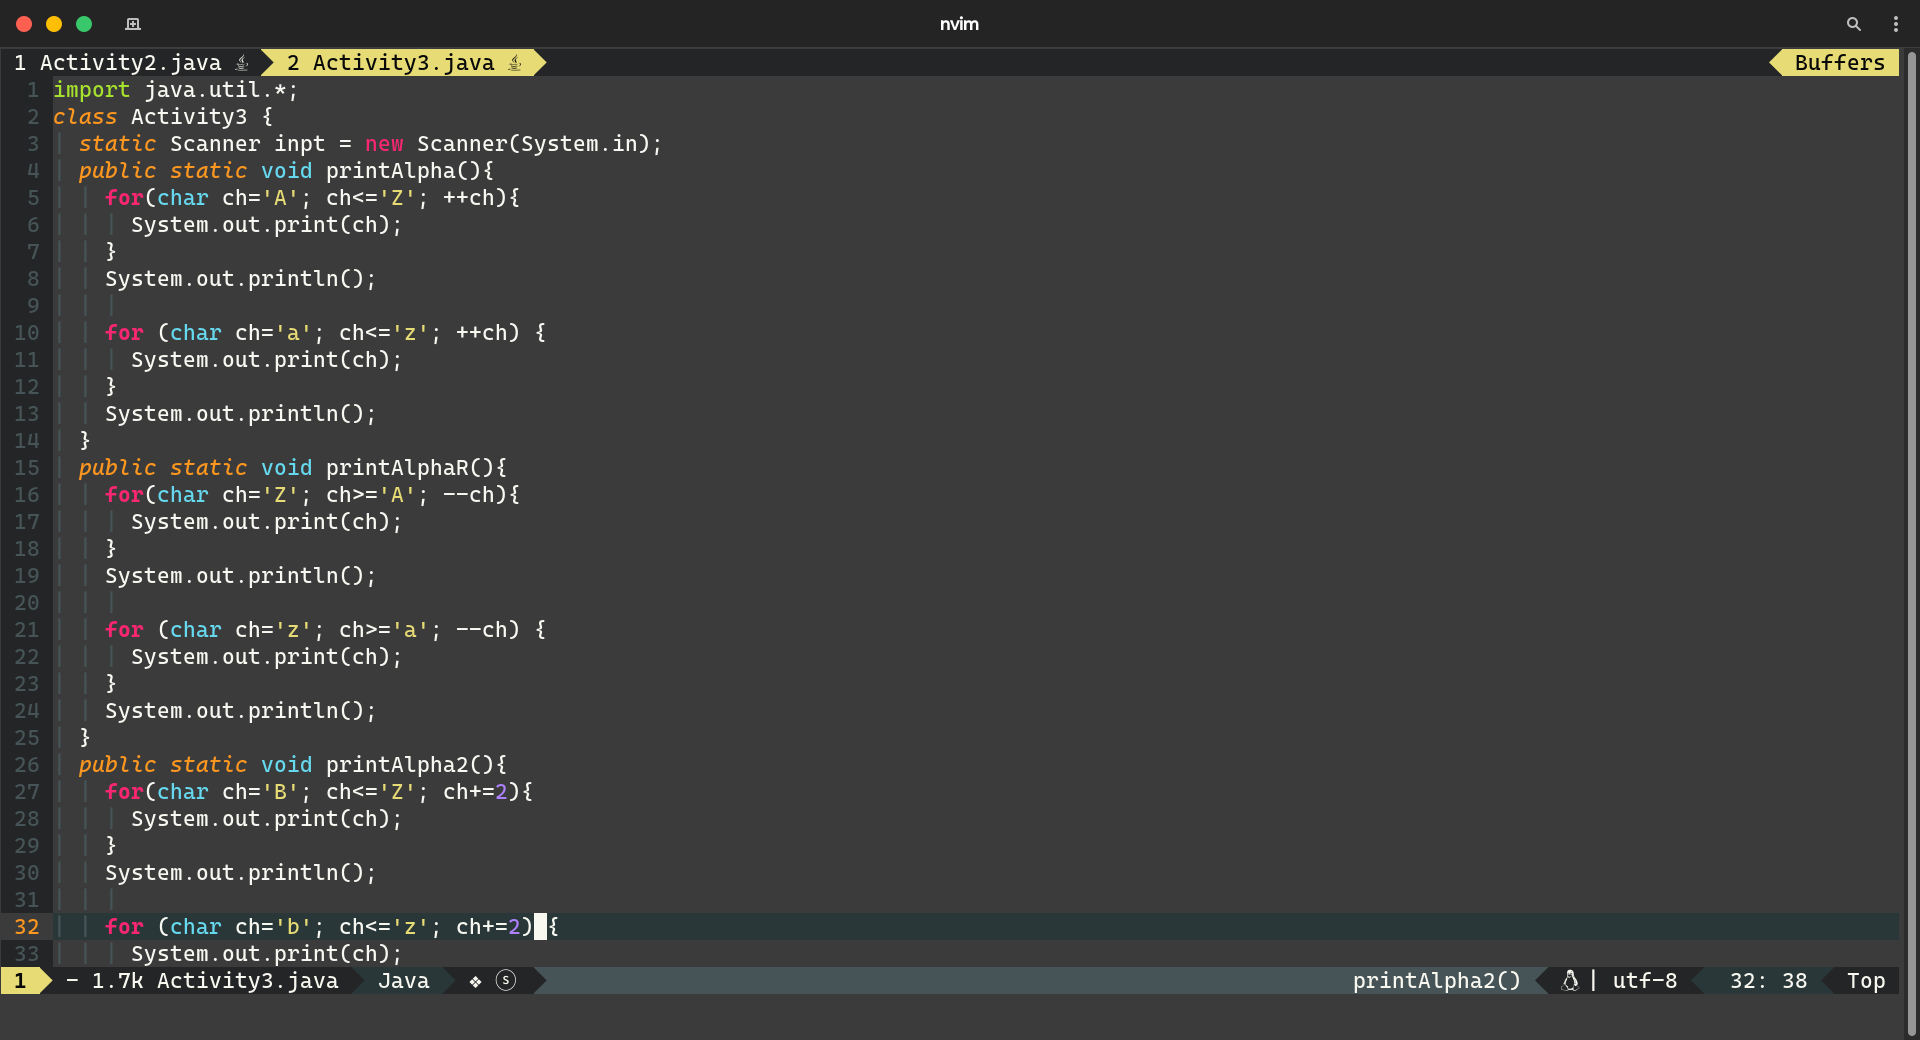 nvim
1 Activity2.java 2 Activity3.java Buffers
1 import java.util.*;
2 class Activity3 {
3 static Scanner inpt = new Scanner(System.in);
4 public static void printAlpha(){
5 for(char ch='A'; ch<='Z'; ++ch){
6 System.out.print(ch);
7 }
8 System.out.println();
9
10 for (char ch='a'; ch<='z'; ++ch) {
11 System.out.print(ch);
12 }
13 System.out.println();
14 }
15 public static void printAlphaR(){
16 for(char ch='Z'; ch>='A'; --ch){
17 System.out.print(ch);
18 }
19 System.out.println();
20
21 for (char ch='z'; ch>='a'; --ch) {
22 System.out.print(ch);
23 }
24 System.out.println();
25 }
26 public static void printAlpha2(){
27 for(char ch='B'; ch<='Z'; ch+=2){
28 System.out.print(ch);
29 }
30 System.out.println();
31
32 for (char ch='b'; ch<='z'; ch+=2) {
33 System.out.print(ch);
1 - 1.7k Activity3.java Java ❖ ⓢ printAlpha2() | utf-8 32: 38 Top